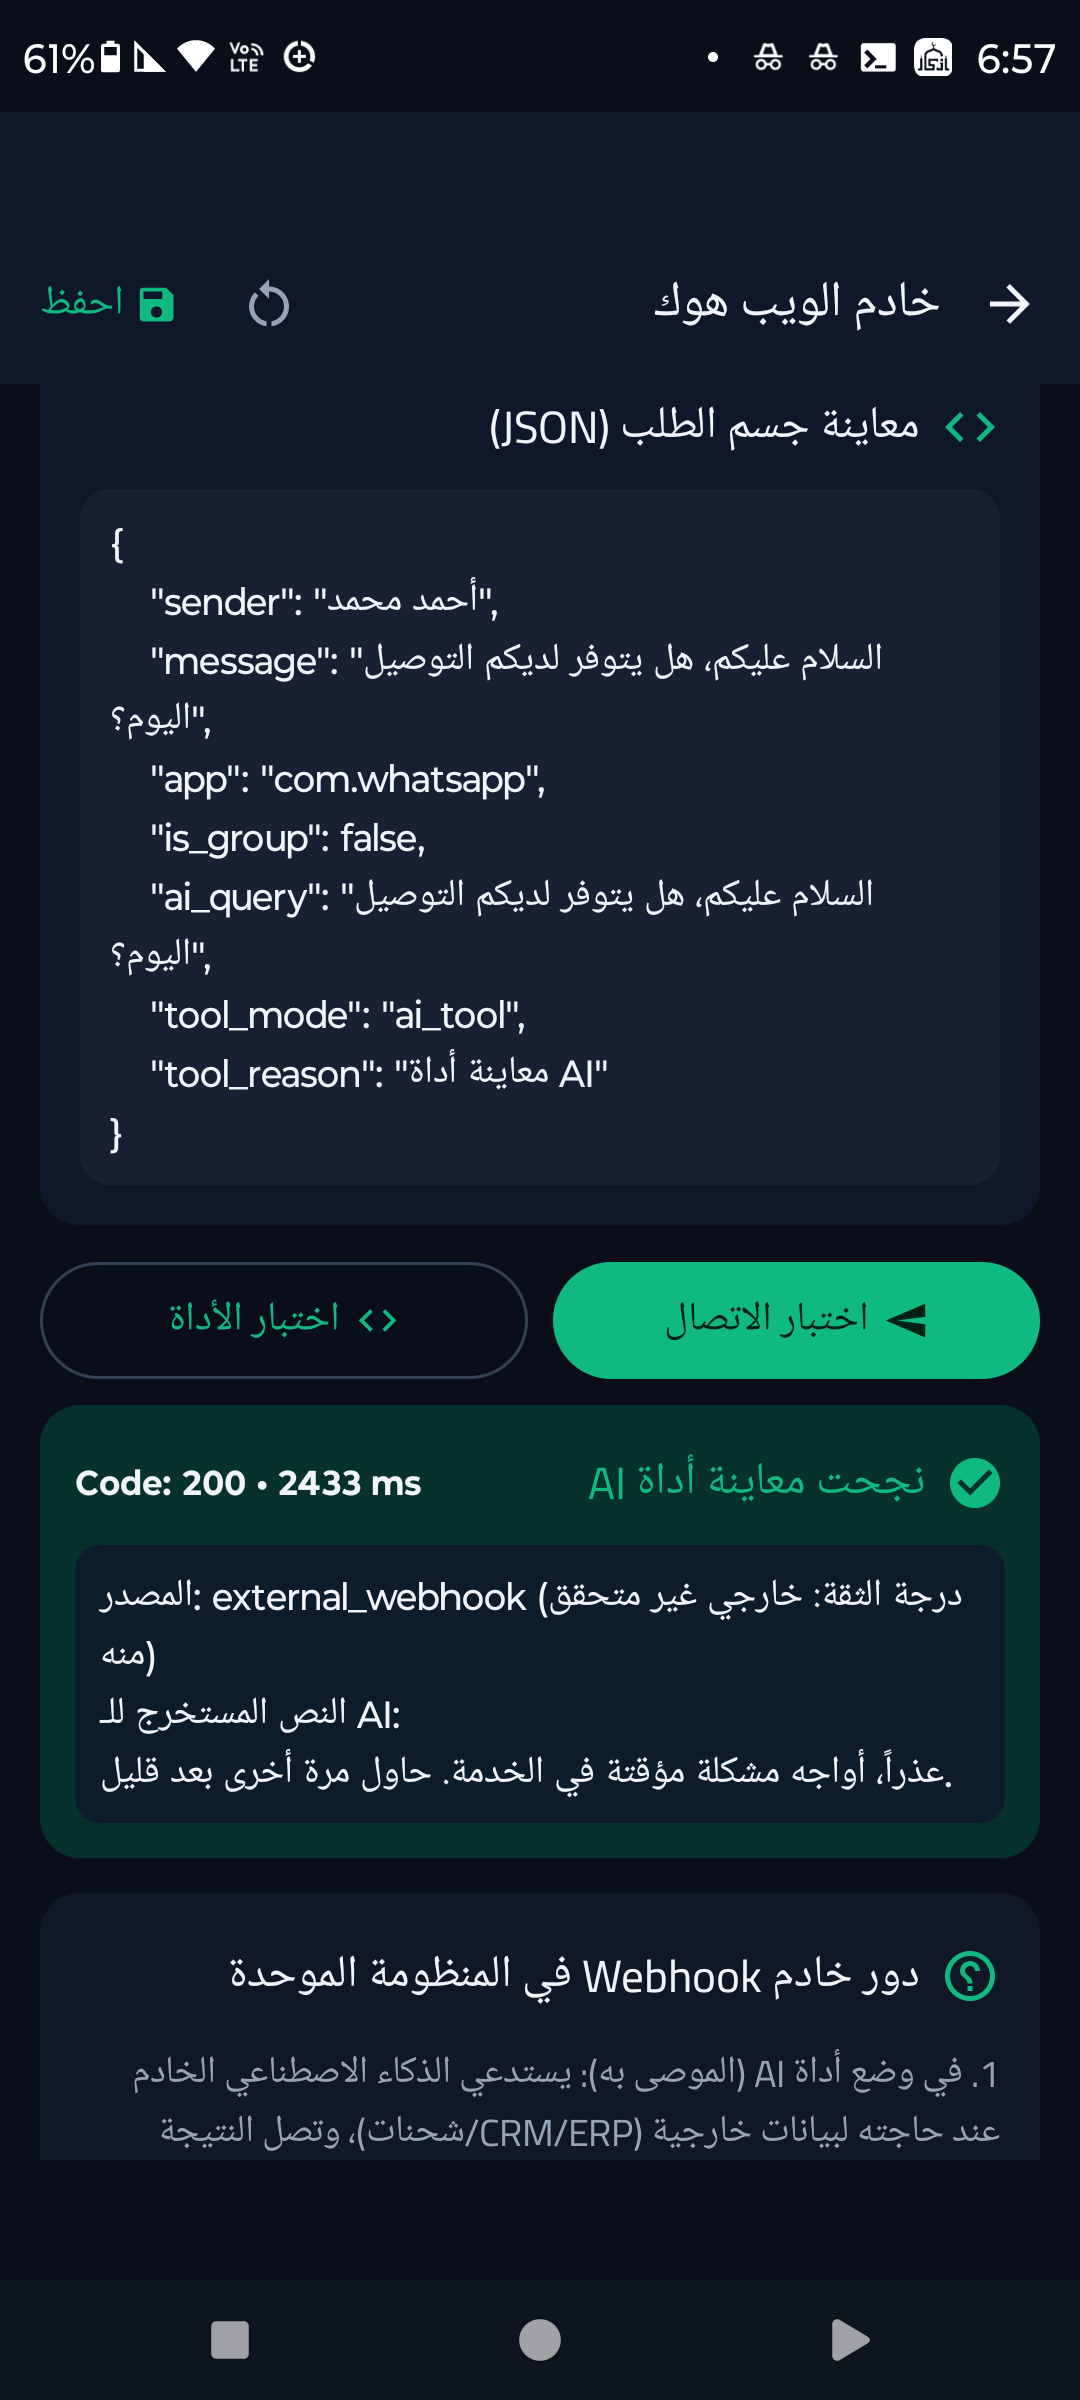 61%
6:57
خادم الويب هوك
احفظ
معاينة جسم الطلب (JSON)
{
"sender": "أحمد محمد",
"message": "السلام عليكم، هل يتوفر لديكم التوصيل
اليوم؟",
"app": "com.whatsapp",
"is_group": false,
"ai_query": "السلام عليكم، هل يتوفر لديكم التوصيل
اليوم؟",
"tool_mode": "ai_tool",
"tool_reason": "معاينة أداة AI"
}
اختبار الاتصال
اختبار الأداة
نجحت معاينة أداة AI
Code: 200 • 2433 ms
المصدر: external_webhook (درجة الثقة: خارجي غير متحقق
منه)
النص المستخرج للـ AI:
عذراً، أواجه مشكلة مؤقتة في الخدمة. حاول مرة أخرى بعد قليل.
دور خادم Webhook في المنظومة الموحدة
1. في وضع أداة AI (الموصى به): يستدعي الذكاء الاصطناعي الخادم
عند حاجته لبيانات خارجية (CRM/ERP/شحنات)، وتصل النتيجة